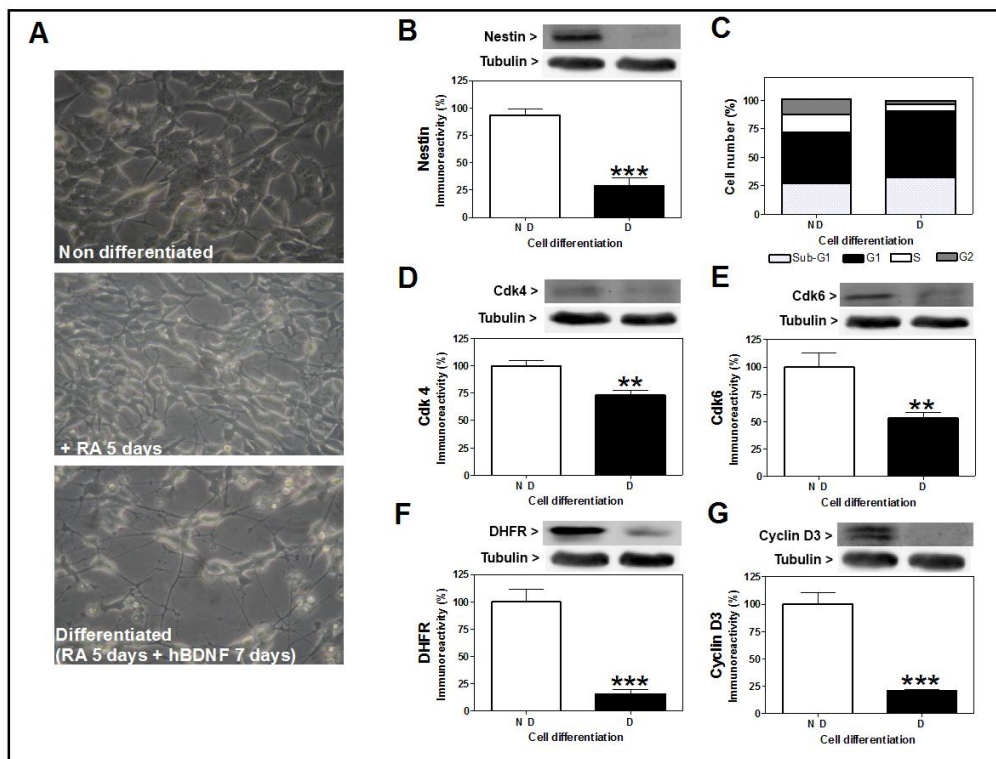 A
Non differentiated
+ RA 5 days
Differentiated
(RA 5 days + hBDNF 7 days)
B
Nestin >
Tubulin >
Nestin
Immunoreactivity (%)
125
100
75
50
25
0
***
N D
D
Cell differentiation
C
Cell number (%)
100
75
50
25
0
N D
D
Cell differentiation
Sub-G1 G1 S G2
D
Cdk4 >
Tubulin >
Cdk 4
Immunoreactivity (%)
125
100
75
50
25
0
**
N D
D
Cell differentiation
E
Cdk6 >
Tubulin >
Cdk6
Immunoreactivity (%)
125
100
75
50
25
0
**
N D
D
Cell differentiation
F
DHFR >
Tubulin >
DHFR
Immunoreactivity (%)
125
100
75
50
25
0
***
N D
D
Cell differentiation
G
Cyclin D3 >
Tubulin >
Cyclin D3
Immunoreactivity (%)
125
100
75
50
25
0
***
N D
D
Cell differentiation